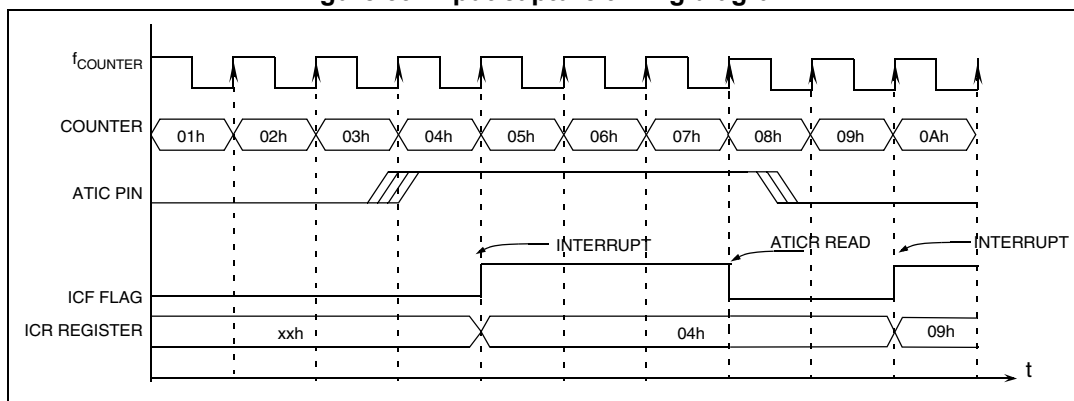 fCOUNTER
COUNTER 01h 02h 03h 04h 05h 06h 07h 08h 09h 0Ah
ATIC PIN
INTERRUPT ATICR READ INTERRUPT
ICF FLAG
ICR REGISTER xxh 04h 09h
t